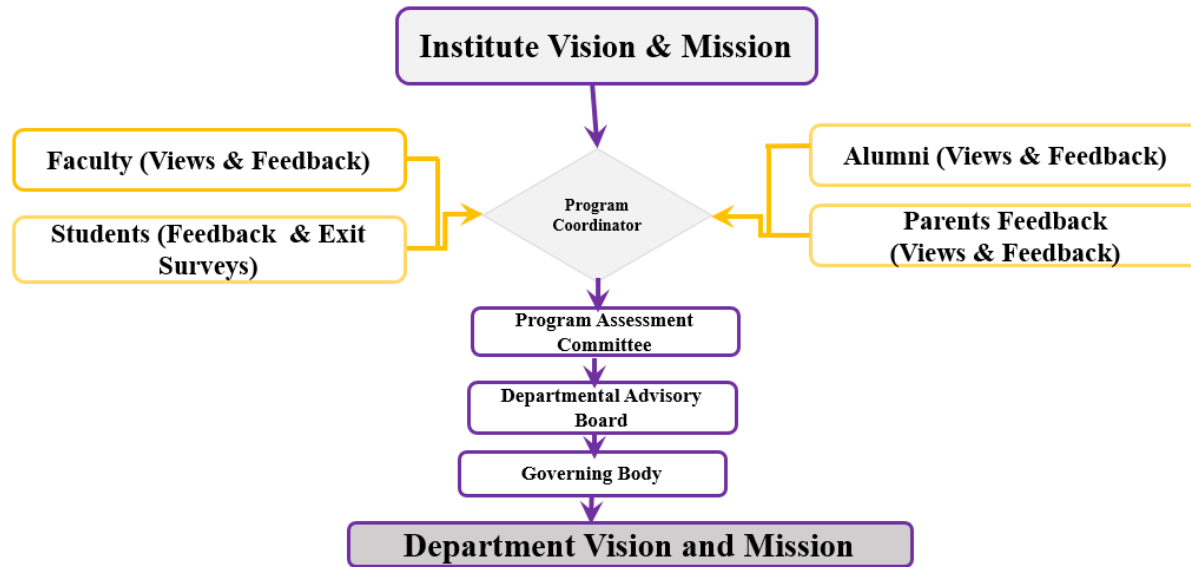 Institute Vision & Mission
Faculty (Views & Feedback)
Students (Feedback & Exit
Surveys)
Program
Coordinator
Alumni (Views & Feedback)
Parents Feedback
(Views & Feedback)
Program Assessment
Committee
Departmental Advisory
Board
Governing Body
Department Vision and Mission